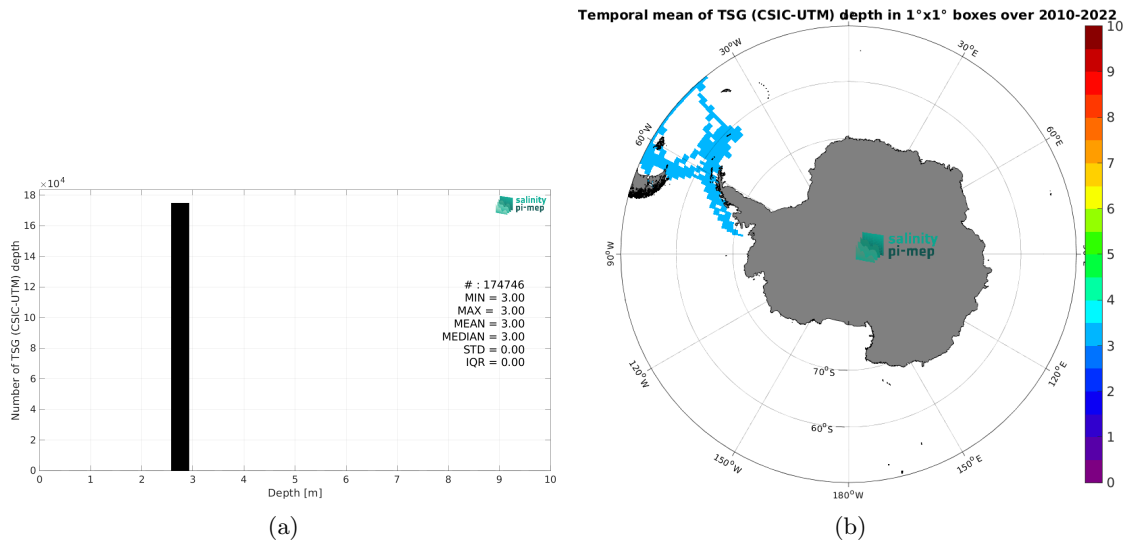 Temporal mean of TSG (CSIC-UTM) depth in 1°x1° boxes over 2010-2022
×10⁴
18
16
14
12
10
8
6
4
2
0
Number of TSG (CSIC-UTM) depth
salinity
pi-mep
# : 174746
MIN = 3.00
MAX = 3.00
MEAN = 3.00
MEDIAN = 3.00
STD = 0.00
IQR = 0.00
0 1 2 3 4 5 6 7 8 9 10
Depth [m]
(a)
30°W
30°E
60°W
60°E
90°W
salinity
pi-mep
120°W
120°E
70°S
60°S
150°W
150°E
180°W
10
9
8
7
6
5
4
3
2
1
0
(b)